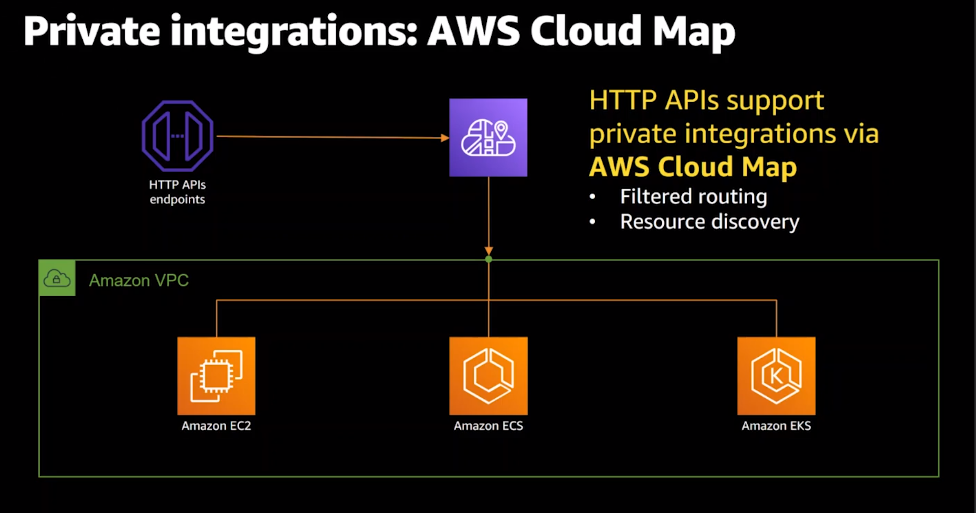 Private integrations: AWS Cloud Map
HTTP APIs
endpoints
HTTP APIs support
private integrations via
AWS Cloud Map
• Filtered routing
• Resource discovery
Amazon VPC
Amazon EC2
Amazon ECS
K
Amazon EKS